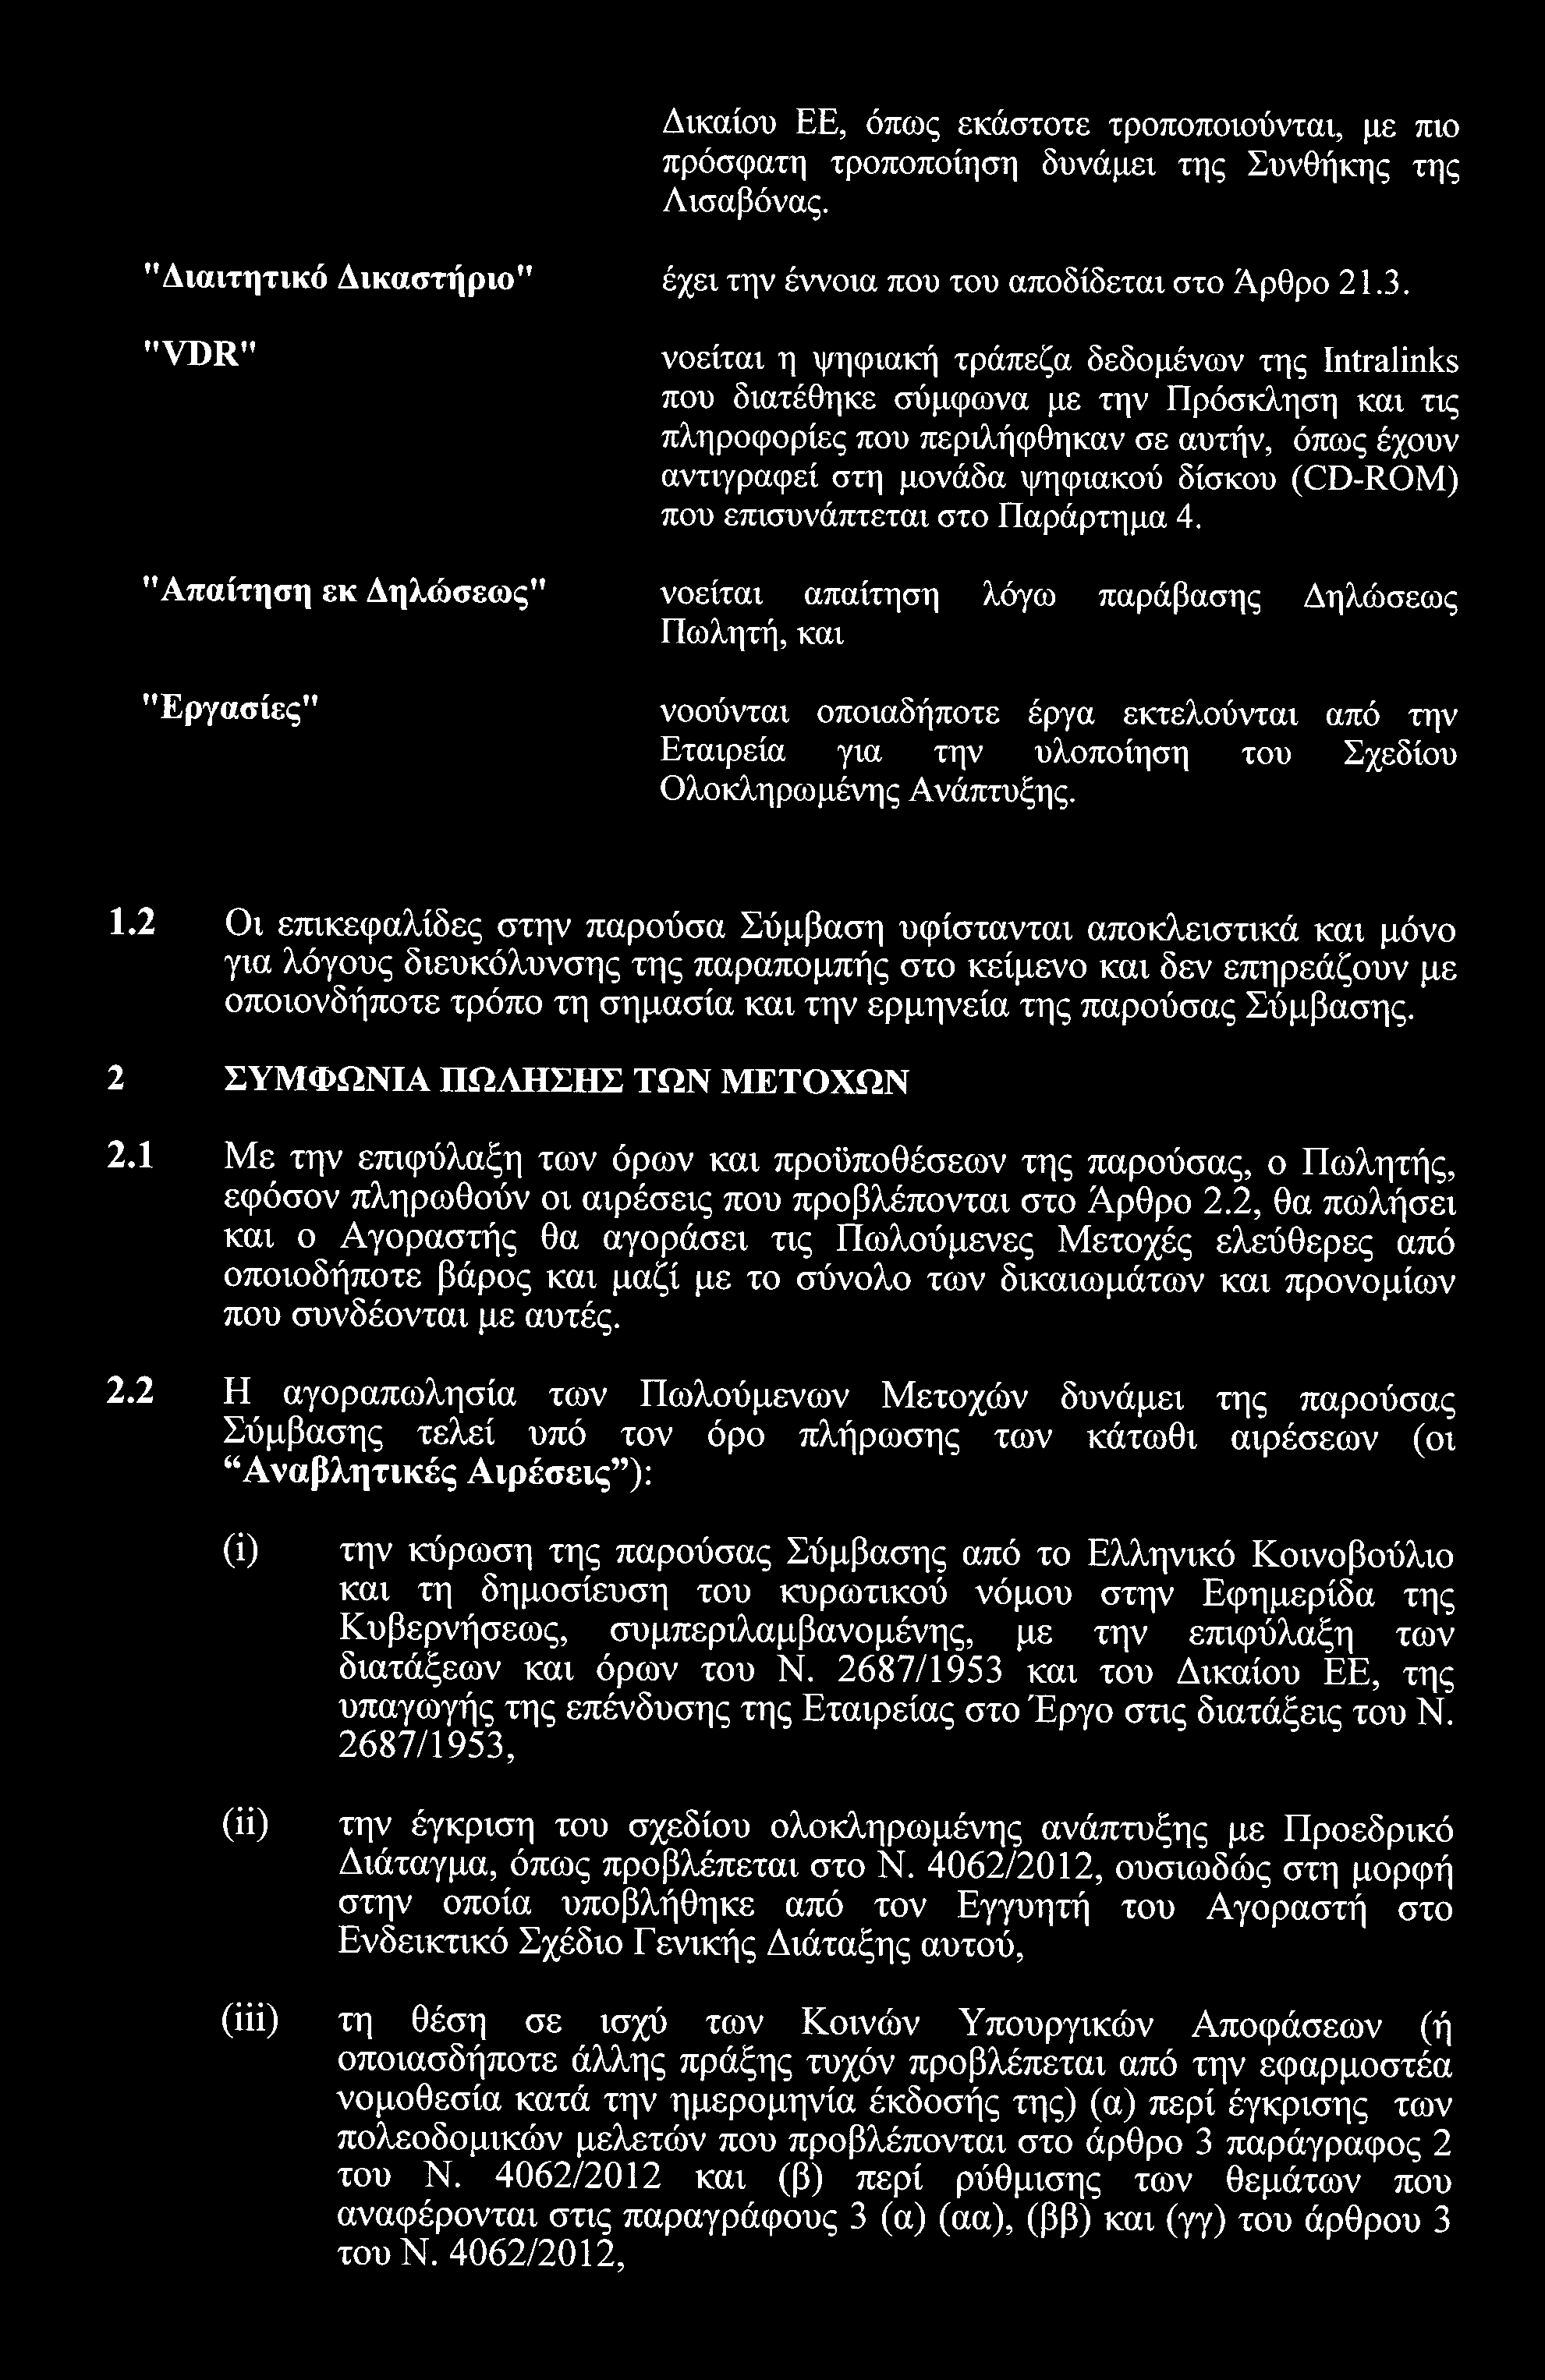 Δικαίου ΕΕ, όπως εκάστοτε τροποποιούνται, με πιο
πρόσφατη τροποποίηση δυνάμει της Συνθήκης της
Λισαβόνας.
"Διαιτητικό Δικαστήριο" έχει την έννοια που του αποδίδεται στο Άρθρο 21.3.
"VDR" νοείται η ψηφιακή τράπεζα δεδομένων της Intralinks
που διατέθηκε σύμφωνα με την Πρόσκληση και τις
πληροφορίες που περιλήφθηκαν σε αυτήν, όπως έχουν
αντιγραφεί στη μονάδα ψηφιακού δίσκου (CD-ROM)
που επισυνάπτεται στο Παράρτημα 4.
"Απαίτηση εκ Δηλώσεως" νοείται απαίτηση λόγω παράβασης Δηλώσεως
Πωλητή, και
"Εργασίες" νοούνται οποιαδήποτε έργα εκτελούνται από την
Εταιρεία για την υλοποίηση του Σχεδίου
Ολοκληρωμένης Ανάπτυξης.
1.2 Οι επικεφαλίδες στην παρούσα Σύμβαση υφίστανται αποκλειστικά και μόνο
για λόγους διευκόλυνσης της παραπομπής στο κείμενο και δεν επηρεάζουν με
οποιονδήποτε τρόπο τη σημασία και την ερμηνεία της παρούσας Σύμβασης.
2 ΣΥΜΦΩΝΙΑ ΠΩΛΗΣΗΣ ΤΩΝ ΜΕΤΟΧΩΝ
2.1 Με την επιφύλαξη των όρων και προϋποθέσεων της παρούσας, ο Πωλητής,
εφόσον πληρωθούν οι αιρέσεις που προβλέπονται στο Άρθρο 2.2, θα πωλήσει
και ο Αγοραστής θα αγοράσει τις Πωλούμενες Μετοχές ελεύθερες από
οποιοδήποτε βάρος και μαζί με το σύνολο των δικαιωμάτων και προνομίων
που συνδέονται με αυτές.
2.2 Η αγοραπωλησία των Πωλούμενων Μετοχών δυνάμει της παρούσας
Σύμβασης τελεί υπό τον όρο πλήρωσης των κάτωθι αιρέσεων (οι
“Αναβλητικές Αιρέσεις”):
(i) την κύρωση της παρούσας Σύμβασης από το Ελληνικό Κοινοβούλιο
και τη δημοσίευση του κυρωτικού νόμου στην Εφημερίδα της
Κυβερνήσεως, συμπεριλαμβανομένης, με την επιφύλαξη των
διατάξεων και όρων του Ν. 2687/1953 και του Δικαίου ΕΕ, της
υπαγωγής της επένδυσης της Εταιρείας στο Έργο στις διατάξεις του Ν.
2687/1953,
(ii) την έγκριση του σχεδίου ολοκληρωμένης ανάπτυξης με Προεδρικό
Διάταγμα, όπως προβλέπεται στο Ν. 4062/2012, ουσιωδώς στη μορφή
στην οποία υποβλήθηκε από τον Εγγυητή του Αγοραστή στο
Ενδεικτικό Σχέδιο Γενικής Διάταξης αυτού,
(iii) τη θέση σε ισχύ των Κοινών Υπουργικών Αποφάσεων (ή
οποιασδήποτε άλλης πράξης τυχόν προβλέπεται από την εφαρμοστέα
νομοθεσία κατά την ημερομηνία έκδοσής της) (α) περί έγκρισης των
πολεοδομικών μελετών που προβλέπονται στο άρθρο 3 παράγραφος 2
του Ν. 4062/2012 και (β) περί ρύθμισης των θεμάτων που
αναφέρονται στις παραγράφους 3 (α) (αα), (ββ) και (γγ) του άρθρου 3
του Ν. 4062/2012,